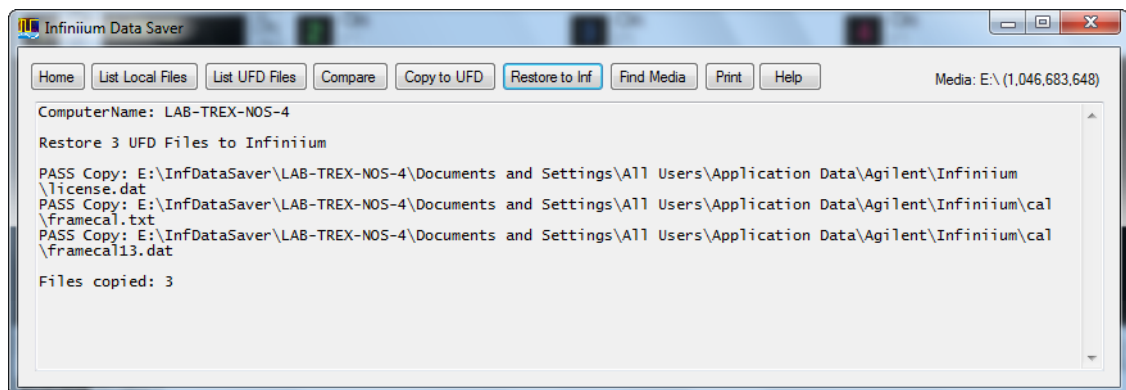 Infiniium Data Saver
Home List Local Files List UFD Files Compare Copy to UFD Restore to Inf Find Media Print Help Media: E:\ (1,046,683,648)
ComputerName: LAB-TREX-NOS-4
Restore 3 UFD Files to Infiniium
PASS Copy: E:\InfDataSaver\LAB-TREX-NOS-4\Documents and Settings\All Users\Application Data\Agilent\Infiniium
\license.dat
PASS Copy: E:\InfDataSaver\LAB-TREX-NOS-4\Documents and Settings\All Users\Application Data\Agilent\Infiniium\cal
\framecal.txt
PASS Copy: E:\InfDataSaver\LAB-TREX-NOS-4\Documents and Settings\All Users\Application Data\Agilent\Infiniium\cal
\framecal13.dat
Files copied: 3